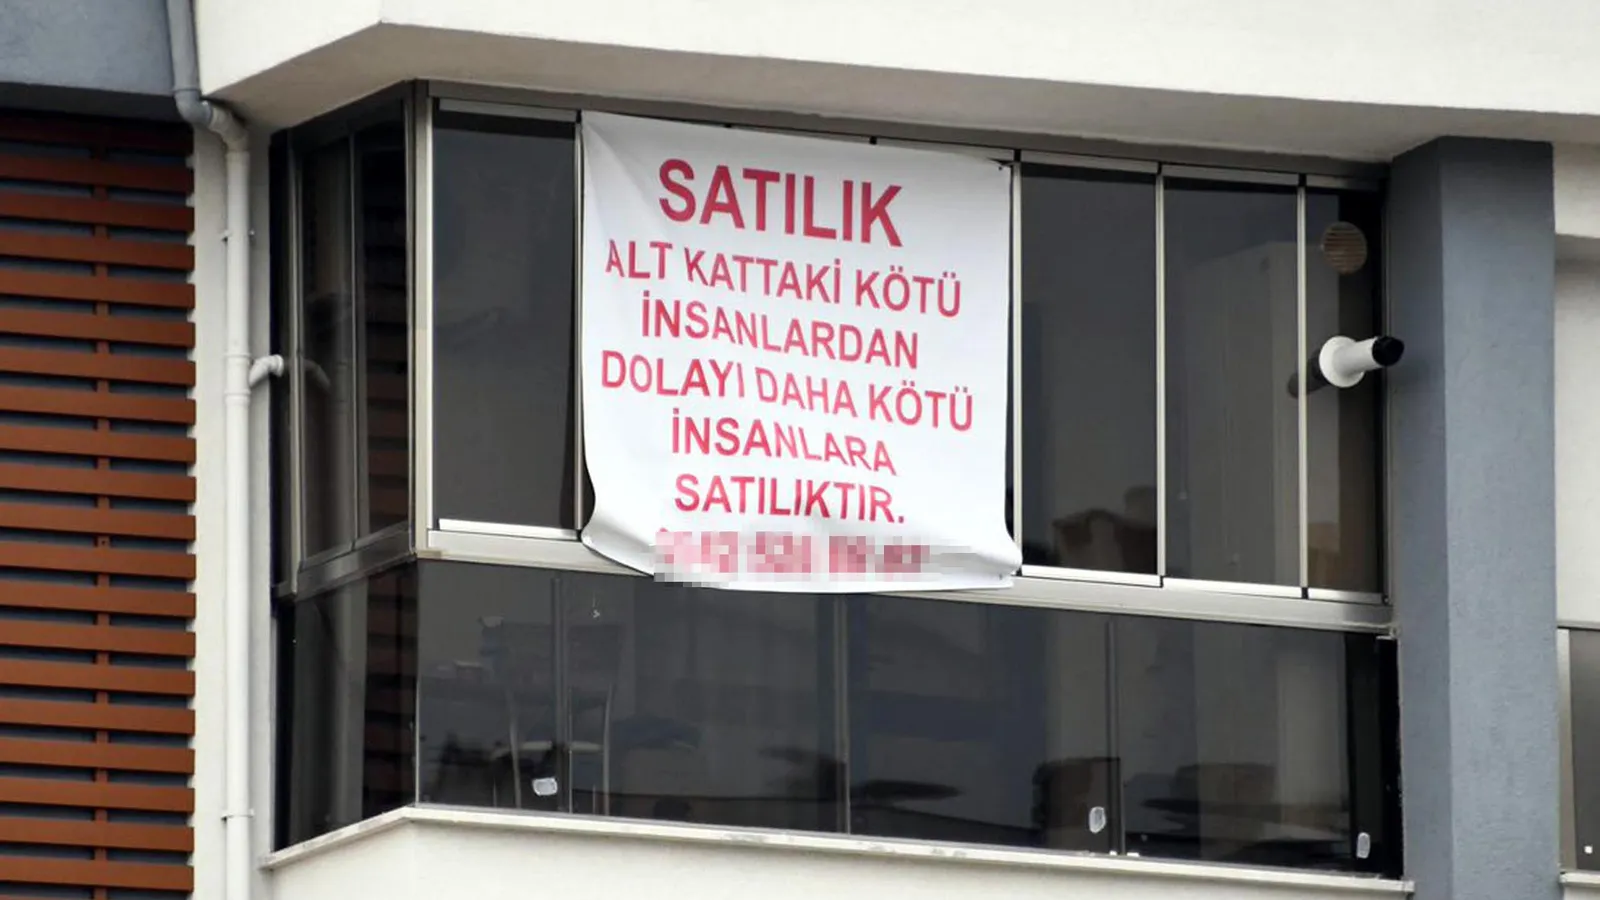 SATILIK
ALT KATTAKİ KÖTÜ
İNSANLARDAN
DOLAYI DAHA KÖTÜ
İNSANLARA
SATILIKTIR.